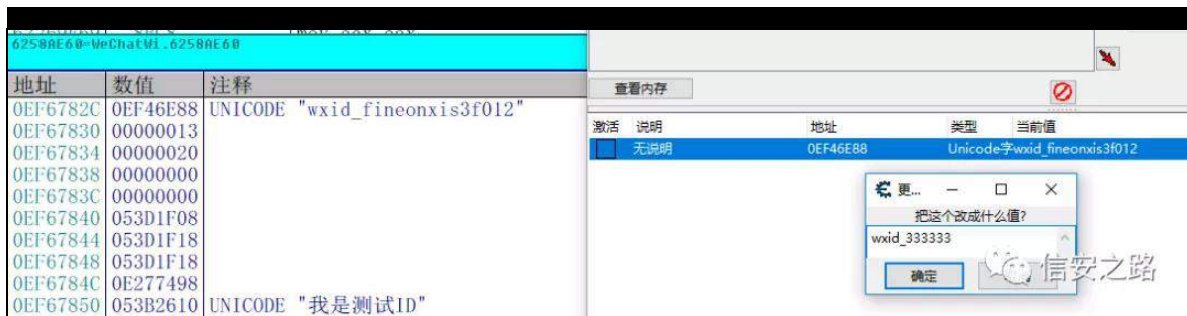 6258AE60=WeChatWi.6258AE60
地址 数值 注释
0EF6782C 0EF46E88 UNICODE "wxid_fineonxis3f012"
0EF67830 00000013
0EF67834 00000020
0EF67838 00000000
0EF6783C 00000000
0EF67840 053D1F08
0EF67844 053D1F18
0EF67848 053D1F18
0EF6784C 0E277498
0EF67850 053B2610 UNICODE "我是测试ID"
查看内存
激活 说明 地址 类型 当前值
无说明 0EF46E88 Unicode字wxid_fineonxis3f012
更...
把这个改成什么值?
wxid_333333
确定
信安之路